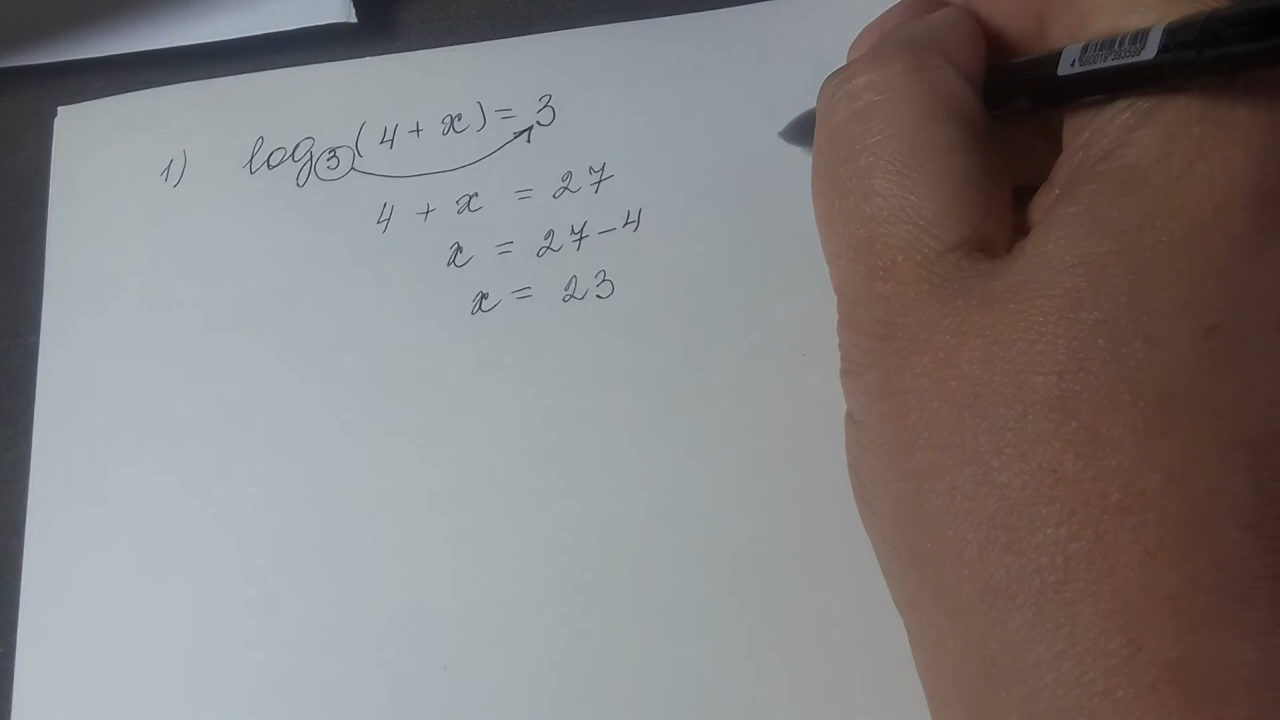 1) log₃(4 + x) = 3
4 + x = 27
x = 27 - 4
x = 23